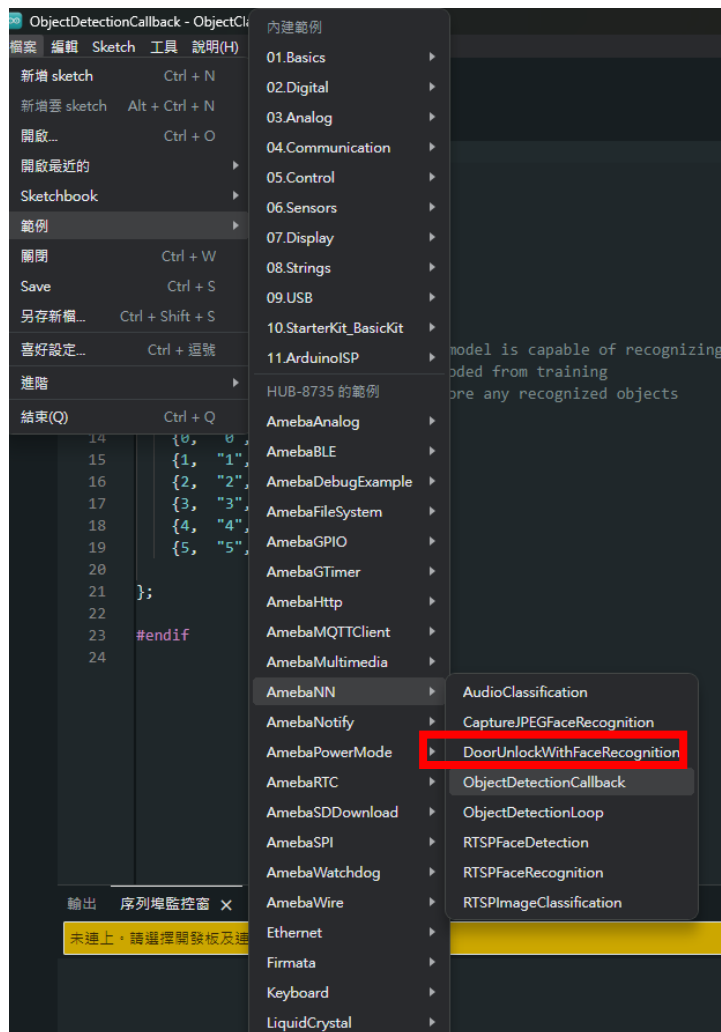 ObjectDetectionCallback - ObjectCl
檔案 編輯 Sketch 工具 說明(H)
新增 sketch Ctrl + N
新增雲 sketch Alt + Ctrl + N
開啟... Ctrl + O
開啟最近的
Sketchbook
範例
關閉 Ctrl + W
Save Ctrl + S
另存新檔... Ctrl + Shift + S
喜好設定... Ctrl + 逗號
進階
結束(Q) Ctrl + Q
內建範例
01.Basics
02.Digital
03.Analog
04.Communication
05.Control
06.Sensors
07.Display
08.Strings
09.USB
10.StarterKit_BasicKit
11.ArduinoISP
HUB-8735 的範例
AmebaAnalog
AmebaBLE
AmebaDebugExample
AmebaFileSystem
AmebaGPIO
AmebaGTimer
AmebaHttp
AmebaMQTTClient
AmebaMultimedia
AmebaNN
AmebaNotify
AmebaPowerMode
AmebaRTC
AmebaSDDownload
AmebaSPI
AmebaWatchdog
AmebaWire
Ethernet
Firmata
Keyboard
LiquidCrystal
AudioClassification
CaptureJPEGFaceRecognition
DoorUnlockWithFaceRecognition
ObjectDetectionCallback
ObjectDetectionLoop
RTSPFaceDetection
RTSPFaceRecognition
RTSPImageClassification
model is capable of recognizing
oded from training
ore any recognized objects
14 {0, "0",
15 {1, "1",
16 {2, "2",
17 {3, "3",
18 {4, "4",
19 {5, "5",
20
21 };
22
23 #endif
24
輸出 序列埠監控窗
未連上。請選擇開發板及連